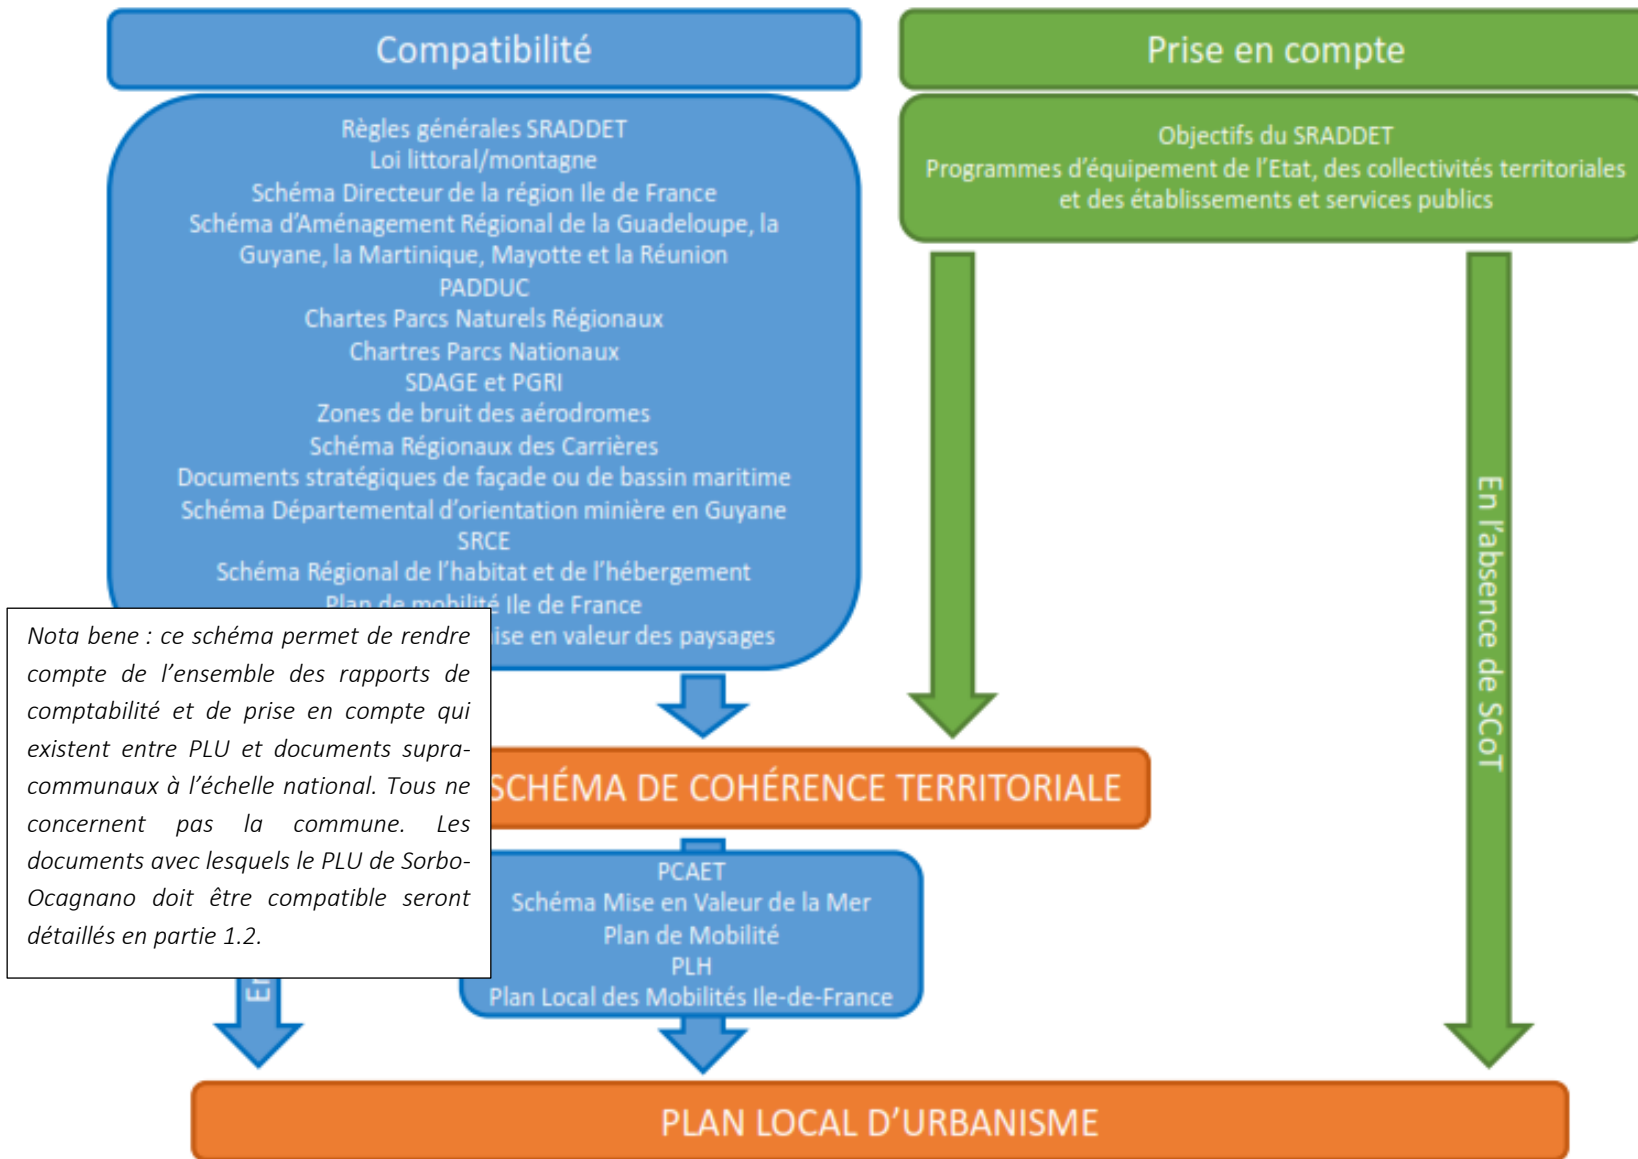 Compatibilité
Règles générales SRADDET
Loi littoral/montagne
Schéma Directeur de la région Ile de France
Schéma d'Aménagement Régional de la Guadeloupe, la
Guyane, la Martinique, Mayotte et la Réunion
PADDUC
Chartes Parcs Naturels Régionaux
Chartres Parcs Nationaux
SDAGE et PGRI
Zones de bruit des aérodromes
Schéma Régionaux des Carrières
Documents stratégiques de façade ou de bassin maritime
Schéma Départemental d'orientation minière en Guyane
SRCE
Schéma Régional de l'habitat et de l'hébergement
Plan de mobilité Ile de France
en valeur des paysages
Prise en compte
Objectifs du SRADDET
Programmes d'équipement de l'Etat, des collectivités territoriales
et des établissements et services publics
En l'absence de SCoT
Nota bene : ce schéma permet de rendre
compte de l'ensemble des rapports de
comptabilité et de prise en compte qui
existent entre PLU et documents supra-
communaux à l'échelle national. Tous ne
concernent pas la commune. Les
documents avec lesquels le PLU de Sorbo-
Ocagnano doit être compatible seront
détaillés en partie 1.2.
SCHÉMA DE COHÉRENCE TERRITORIALE
PCAET
Schéma Mise en Valeur de la Mer
Plan de Mobilité
PLH
Plan Local des Mobilités Ile-de-France
PLAN LOCAL D'URBANISME